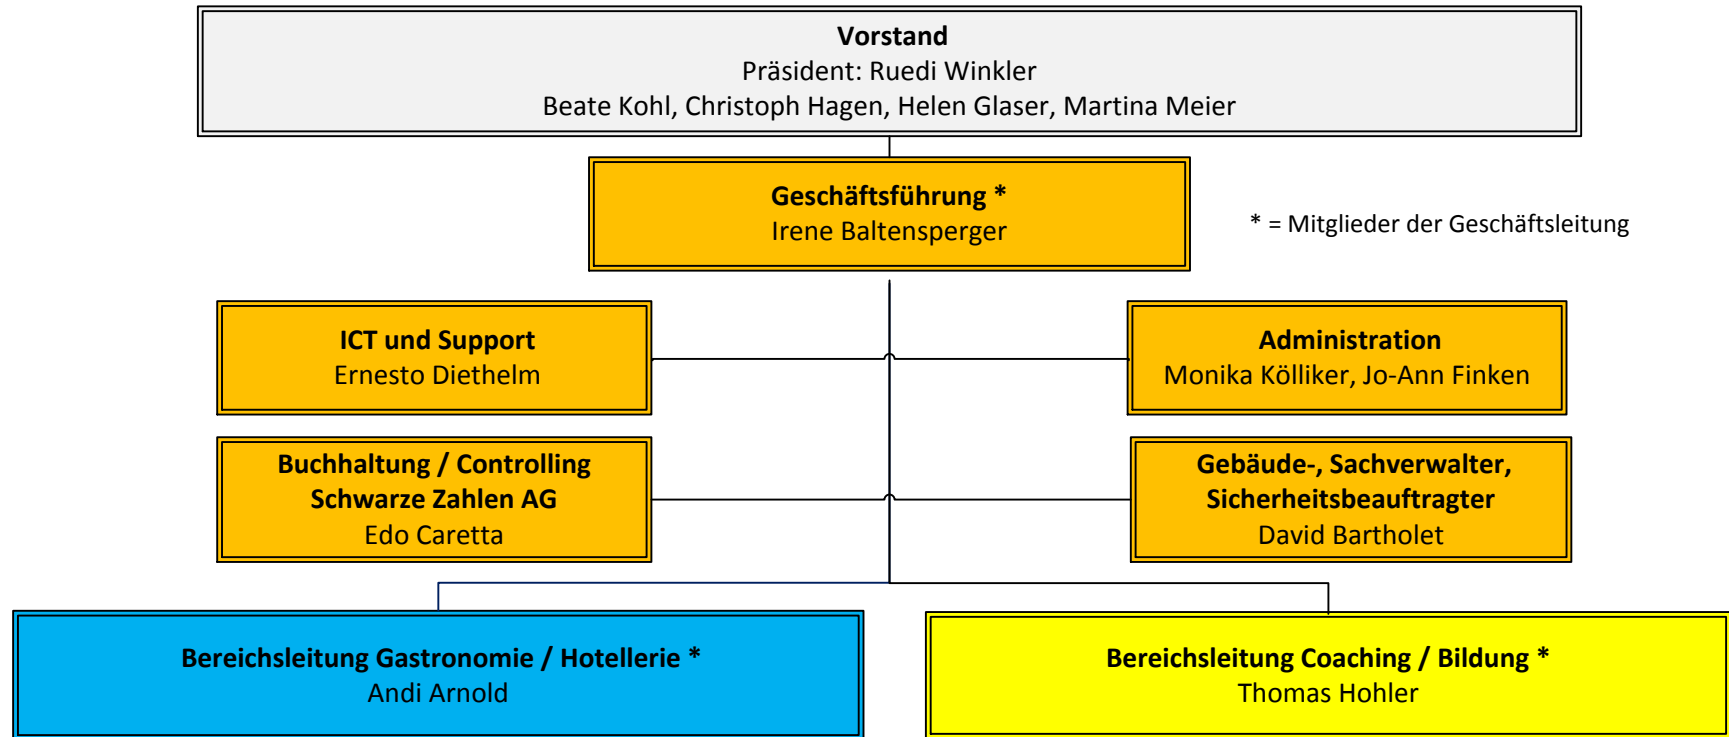 Vorstand
Präsident: Ruedi Winkler
Beate Kohl, Christoph Hagen, Helen Glaser, Martina Meier
Geschäftsführung *
Irene Baltensperger
* = Mitglieder der Geschäftsleitung
ICT und Support
Ernesto Diethelm
Administration
Monika Kölliker, Jo-Ann Finken
Buchhaltung / Controlling
Schwarze Zahlen AG
Edo Caretta
Gebäude-, Sachverwalter,
Sicherheitsbeauftragter
David Bartholet
Bereichsleitung Gastronomie / Hotellerie *
Andi Arnold
Bereichsleitung Coaching / Bildung *
Thomas Hohler